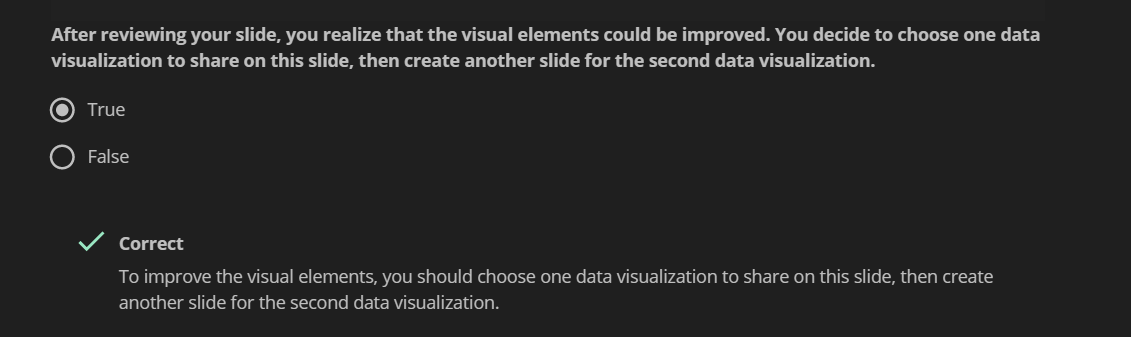 After reviewing your slide, you realize that the visual elements could be improved. You decide to choose one data
visualization to share on this slide, then create another slide for the second data visualization.
True
False
Correct
To improve the visual elements, you should choose one data visualization to share on this slide, then create
another slide for the second data visualization.